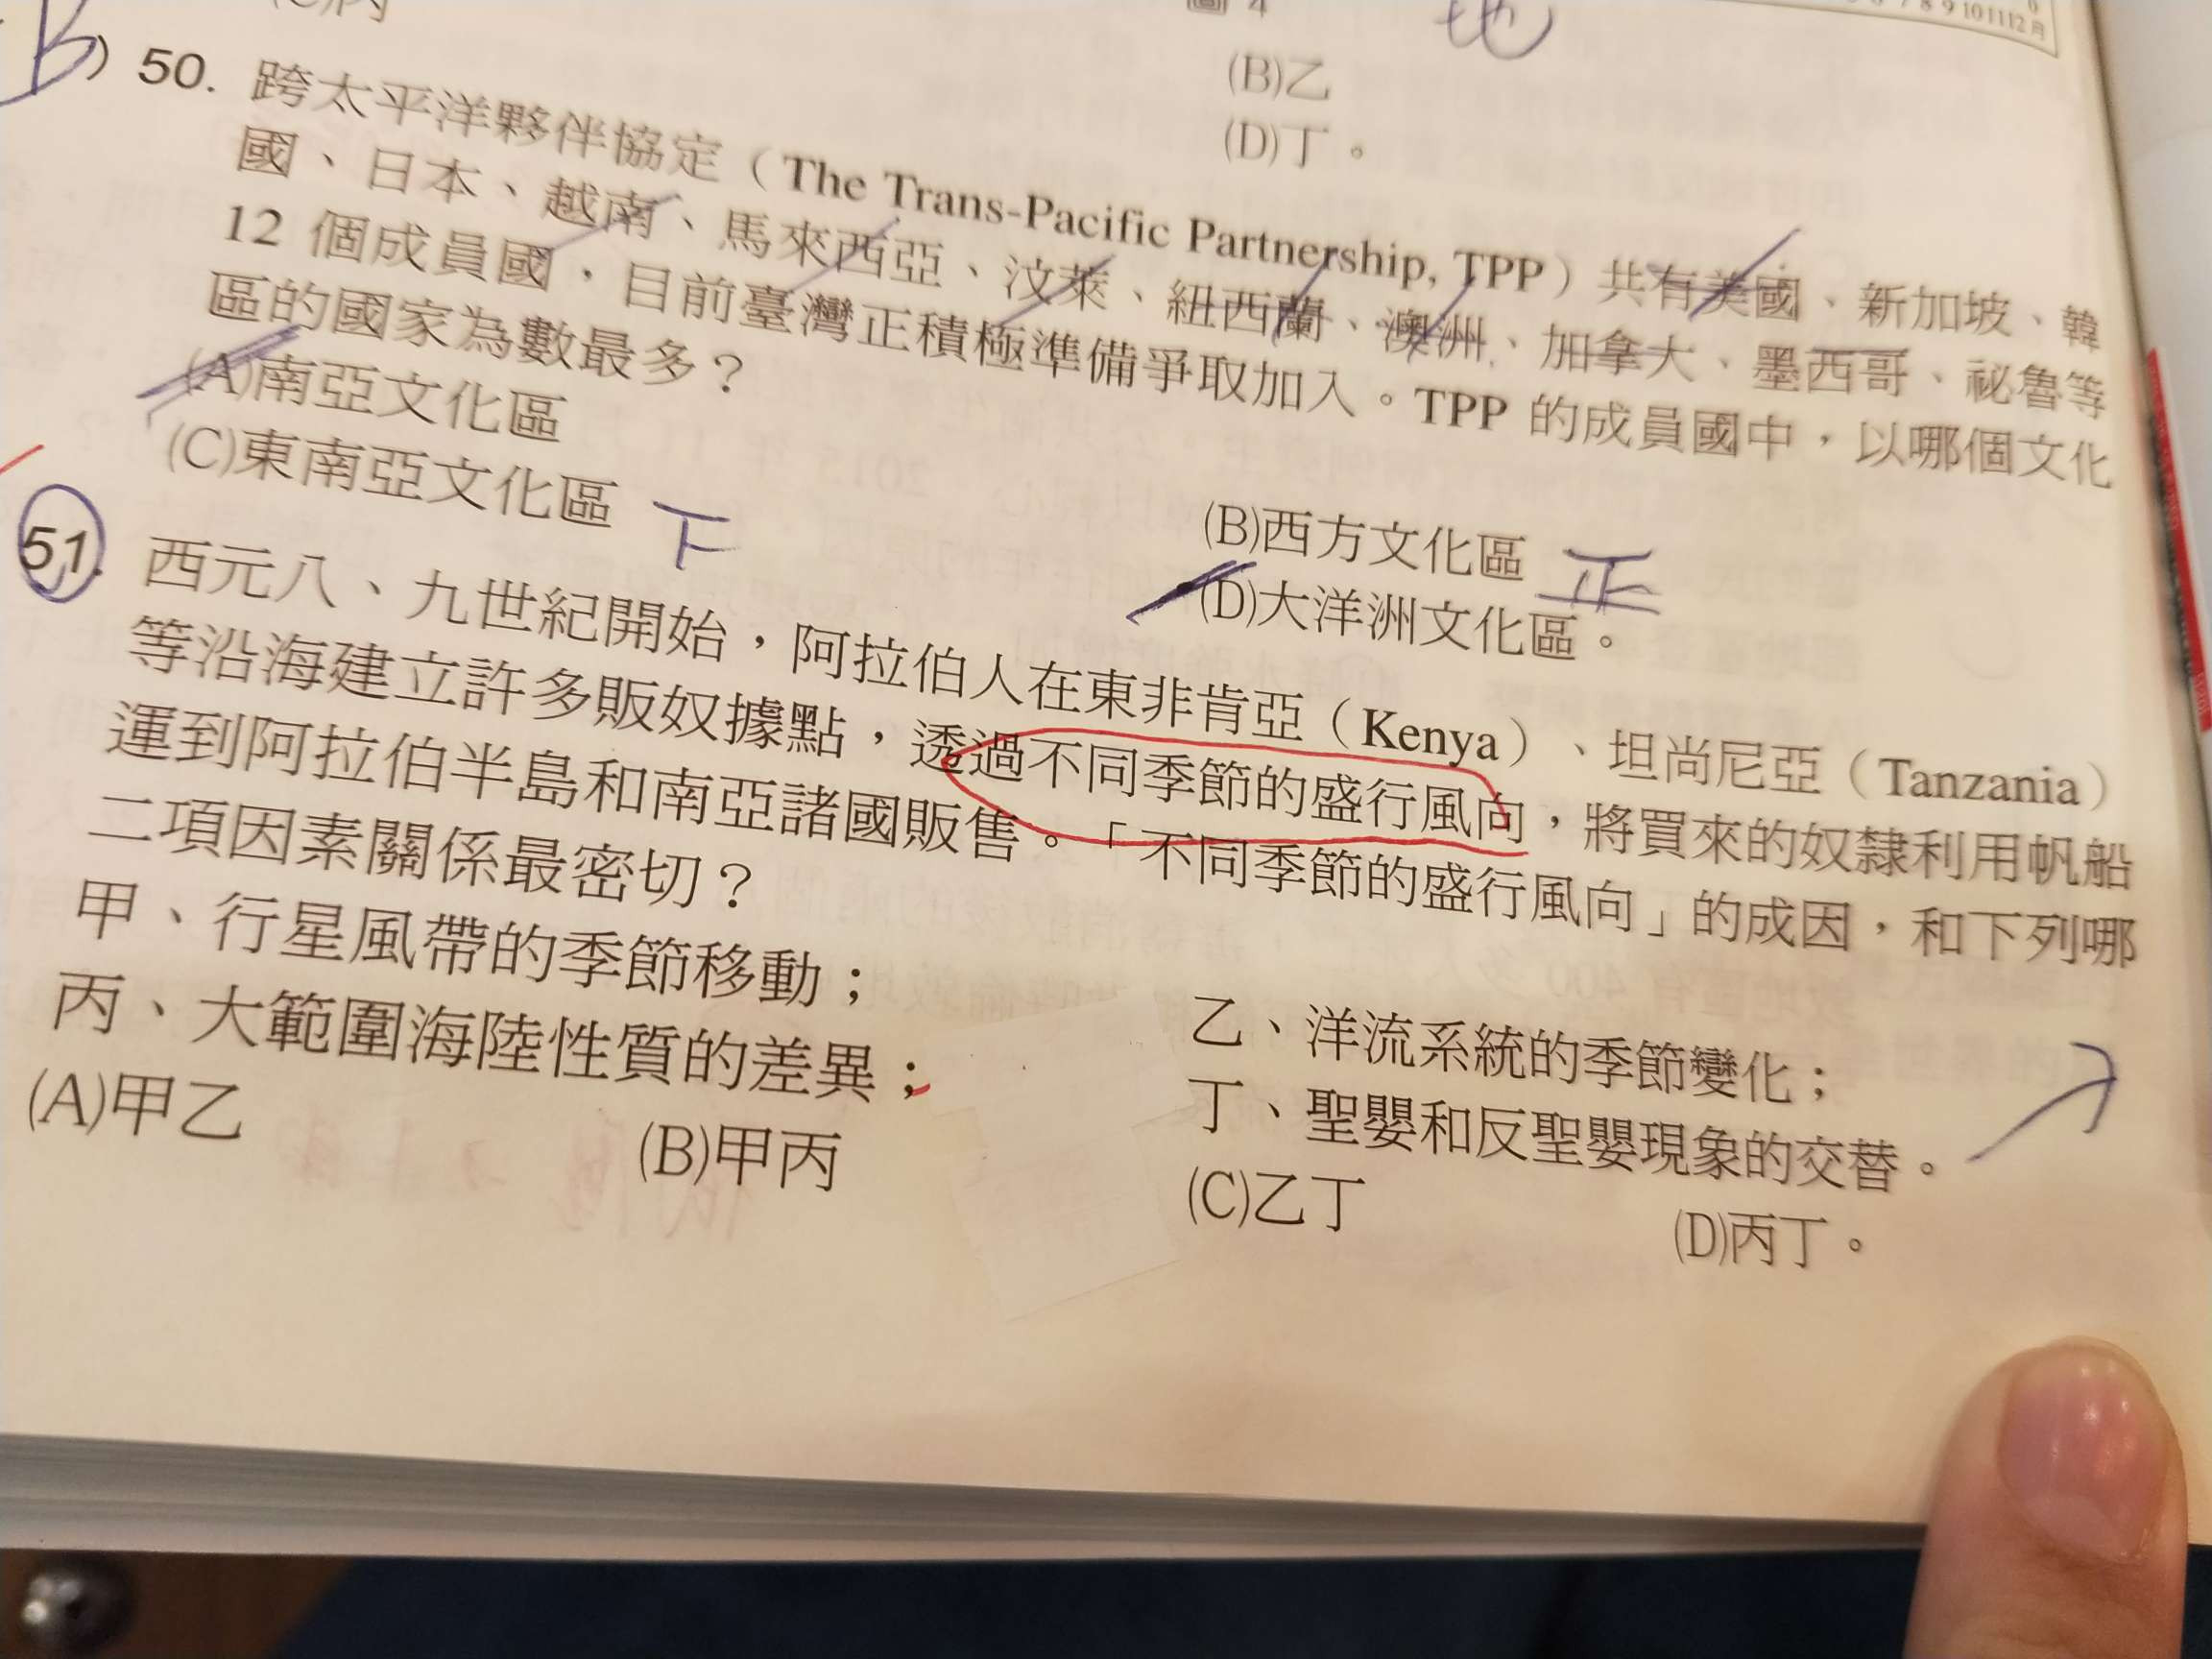 圖 4
7 8 9 10 11 12 月
地
(B)乙
(D)丁。
B) 50. 跨太平洋夥伴協定（The Trans-Pacific Partnership, TPP）共有美國、新加坡、韓
國、日本、越南、馬來西亞、汶萊、紐西蘭、澳洲、加拿大、墨西哥、祕魯等
12 個成員國，目前臺灣正積極準備爭取加入。TPP 的成員國中，以哪個文化
區的國家為數最多？
(A)南亞文化區
(B)西方文化區 正
(C)東南亞文化區 下
(D)大洋洲文化區。
51. 西元八、九世紀開始，阿拉伯人在東非肯亞（Kenya）、坦尚尼亞（Tanzania）
等沿海建立許多販奴據點，透過不同季節的盛行風向，將買來的奴隸利用帆船
運到阿拉伯半島和南亞諸國販售。「不同季節的盛行風向」的成因，和下列哪
二項因素關係最密切？
甲、行星風帶的季節移動；
乙、洋流系統的季節變化；
丙、大範圍海陸性質的差異；
丁、聖嬰和反聖嬰現象的交替。
(A)甲乙 (B)甲丙 (C)乙丁 (D)丙丁。